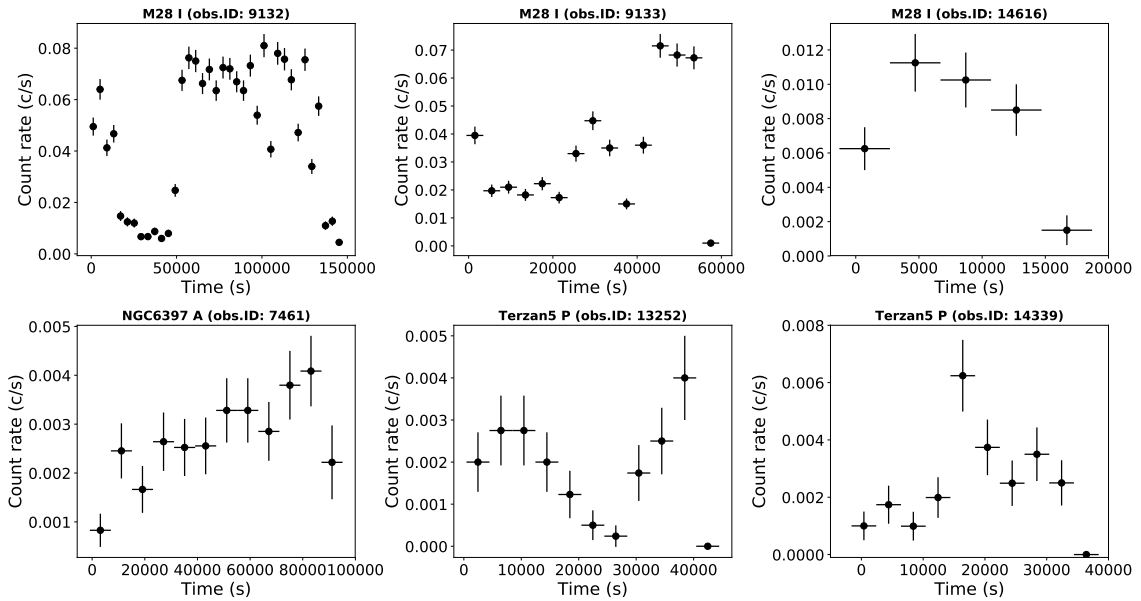 M28 I (obs.ID: 9132)
Count rate (c/s)
0.08
0.06
0.04
0.02
0.00
0 50000 100000 150000
Time (s)
M28 I (obs.ID: 9133)
Count rate (c/s)
0.07
0.06
0.05
0.04
0.03
0.02
0.01
0.00
0 20000 40000 60000
Time (s)
M28 I (obs.ID: 14616)
Count rate (c/s)
0.012
0.010
0.008
0.006
0.004
0.002
0.000
0 5000 10000 15000 20000
Time (s)
NGC6397 A (obs.ID: 7461)
Count rate (c/s)
0.005
0.004
0.003
0.002
0.001
0 20000 40000 60000 80000 100000
Time (s)
Terzan5 P (obs.ID: 13252)
Count rate (c/s)
0.005
0.004
0.003
0.002
0.001
0.000
0 10000 20000 30000 40000
Time (s)
Terzan5 P (obs.ID: 14339)
Count rate (c/s)
0.008
0.006
0.004
0.002
0.0000
0 10000 20000 30000 40000
Time (s)